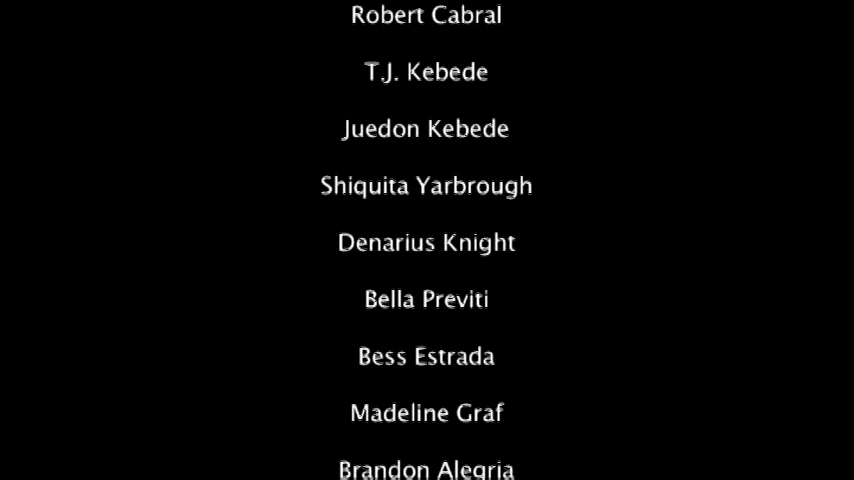 Robert Cabral
T.J. Kebede
Juedon Kebede
Shiquita Yarbrough
Denarius Knight
Bella Previti
Bess Estrada
Madeline Graf
Brandon Alegria